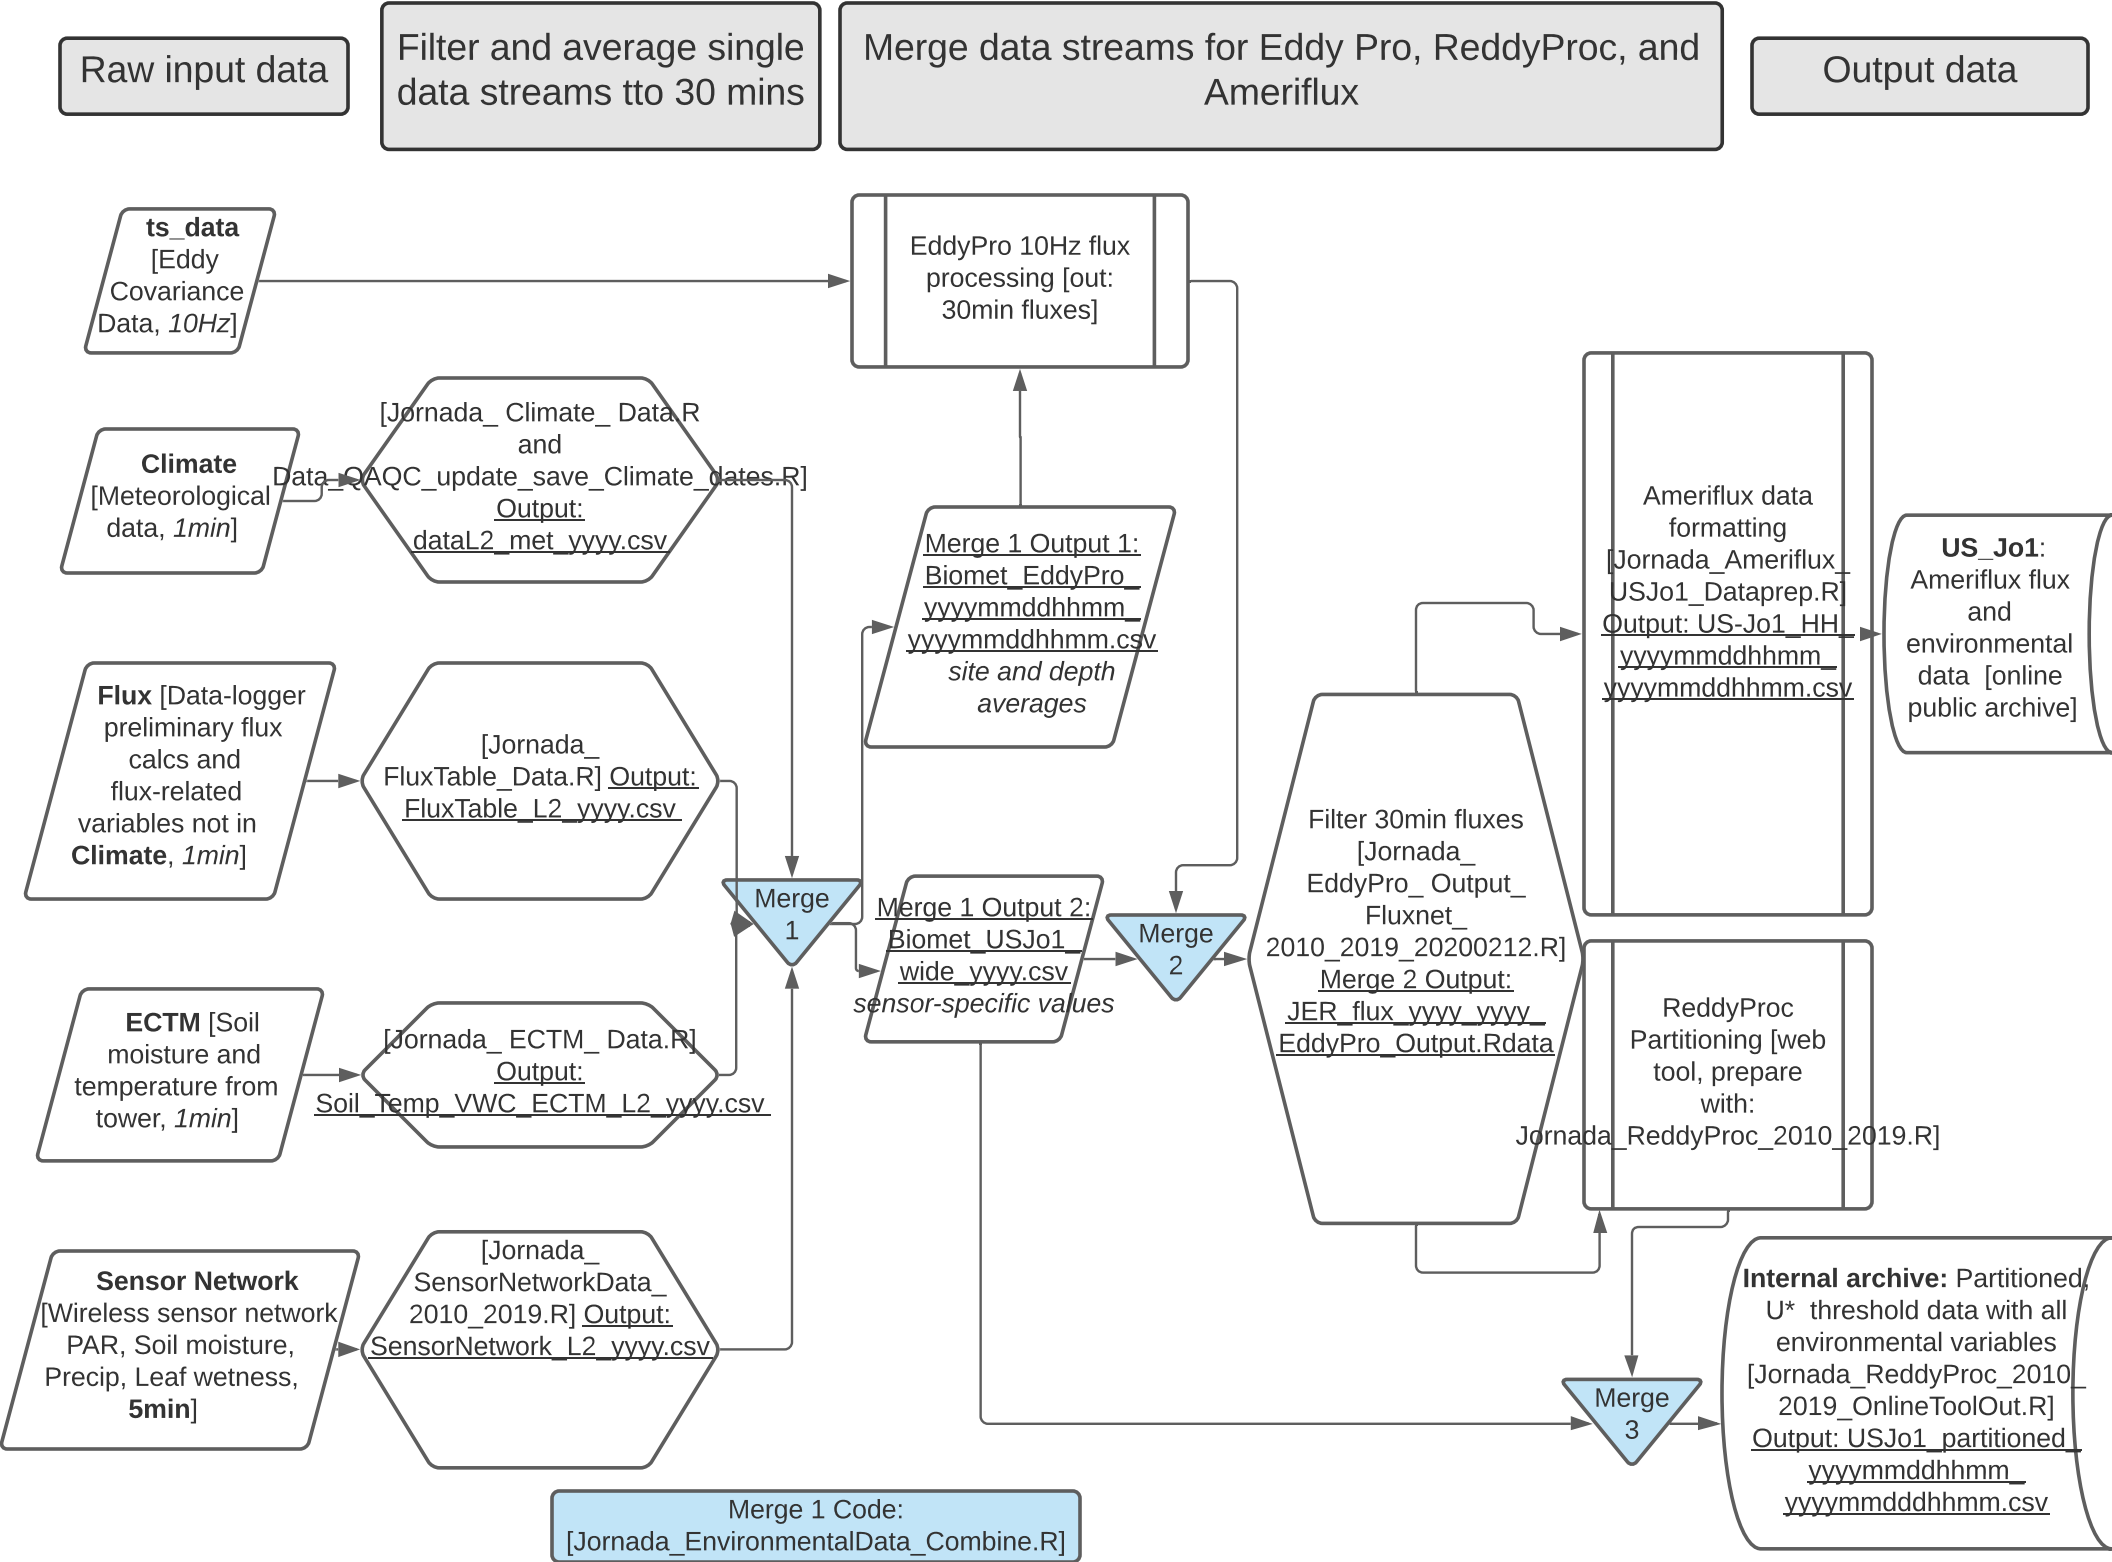 Raw input data
Filter and average single
data streams tto 30 mins
Merge data streams for Eddy Pro, ReddyProc, and
Ameriflux
Output data
ts_data
[Eddy
Covariance
Data, 10Hz]
EddyPro 10Hz flux
processing [out:
30min fluxes]
Climate
[Meteorological
data, 1min]
[Jornada_ Climate_ Data.R
and
Data_QAQC_update_save_Climate_dates.R]
Output:
dataL2_met_yyyy.csv
Merge 1 Output 1:
Biomet_EddyPro_
yyyymmddhhmm_
yyyymmddhhmm.csv
site and depth
averages
Ameriflux data
formatting
[Jornada_Ameriflux_
USJo1_Dataprep.R]
Output: US-Jo1_HH_
yyyymmddhhmm_
yyyymmddhhmm.csv
US_Jo1:
Ameriflux flux
and
environmental
data [online
public archive]
Flux [Data-logger
preliminary flux
calcs and
flux-related
variables not in
Climate, 1min]
[Jornada_
FluxTable_Data.R] Output:
FluxTable_L2_yyyy.csv
Merge
1
Merge 1 Output 2:
Biomet_USJo1_
wide_yyyy.csv
sensor-specific values
Merge
2
Filter 30min fluxes
[Jornada_
EddyPro_ Output_
Fluxnet_
2010_2019_20200212.R]
Merge 2 Output:
JER_flux_yyyy_yyyy_
EddyPro_Output.Rdata
ReddyProc
Partitioning [web
tool, prepare
with:
Jornada_ReddyProc_2010_2019.R]
ECTM [Soil
moisture and
temperature from
tower, 1min]
[Jornada_ ECTM_ Data.R]
Output:
Soil_Temp_VWC_ECTM_L2_yyyy.csv
Sensor Network
[Wireless sensor network
PAR, Soil moisture,
Precip, Leaf wetness,
5min]
[Jornada_
SensorNetworkData_
2010_2019.R] Output:
SensorNetwork_L2_yyyy.csv
Merge
3
Internal archive: Partitioned,
U* threshold data with all
environmental variables
[Jornada_ReddyProc_2010_
2019_OnlineToolOut.R]
Output: USJo1_partitioned_
yyyymmddhhmm_
yyyymmdddhhmm.csv
Merge 1 Code:
[Jornada_EnvironmentalData_Combine.R]